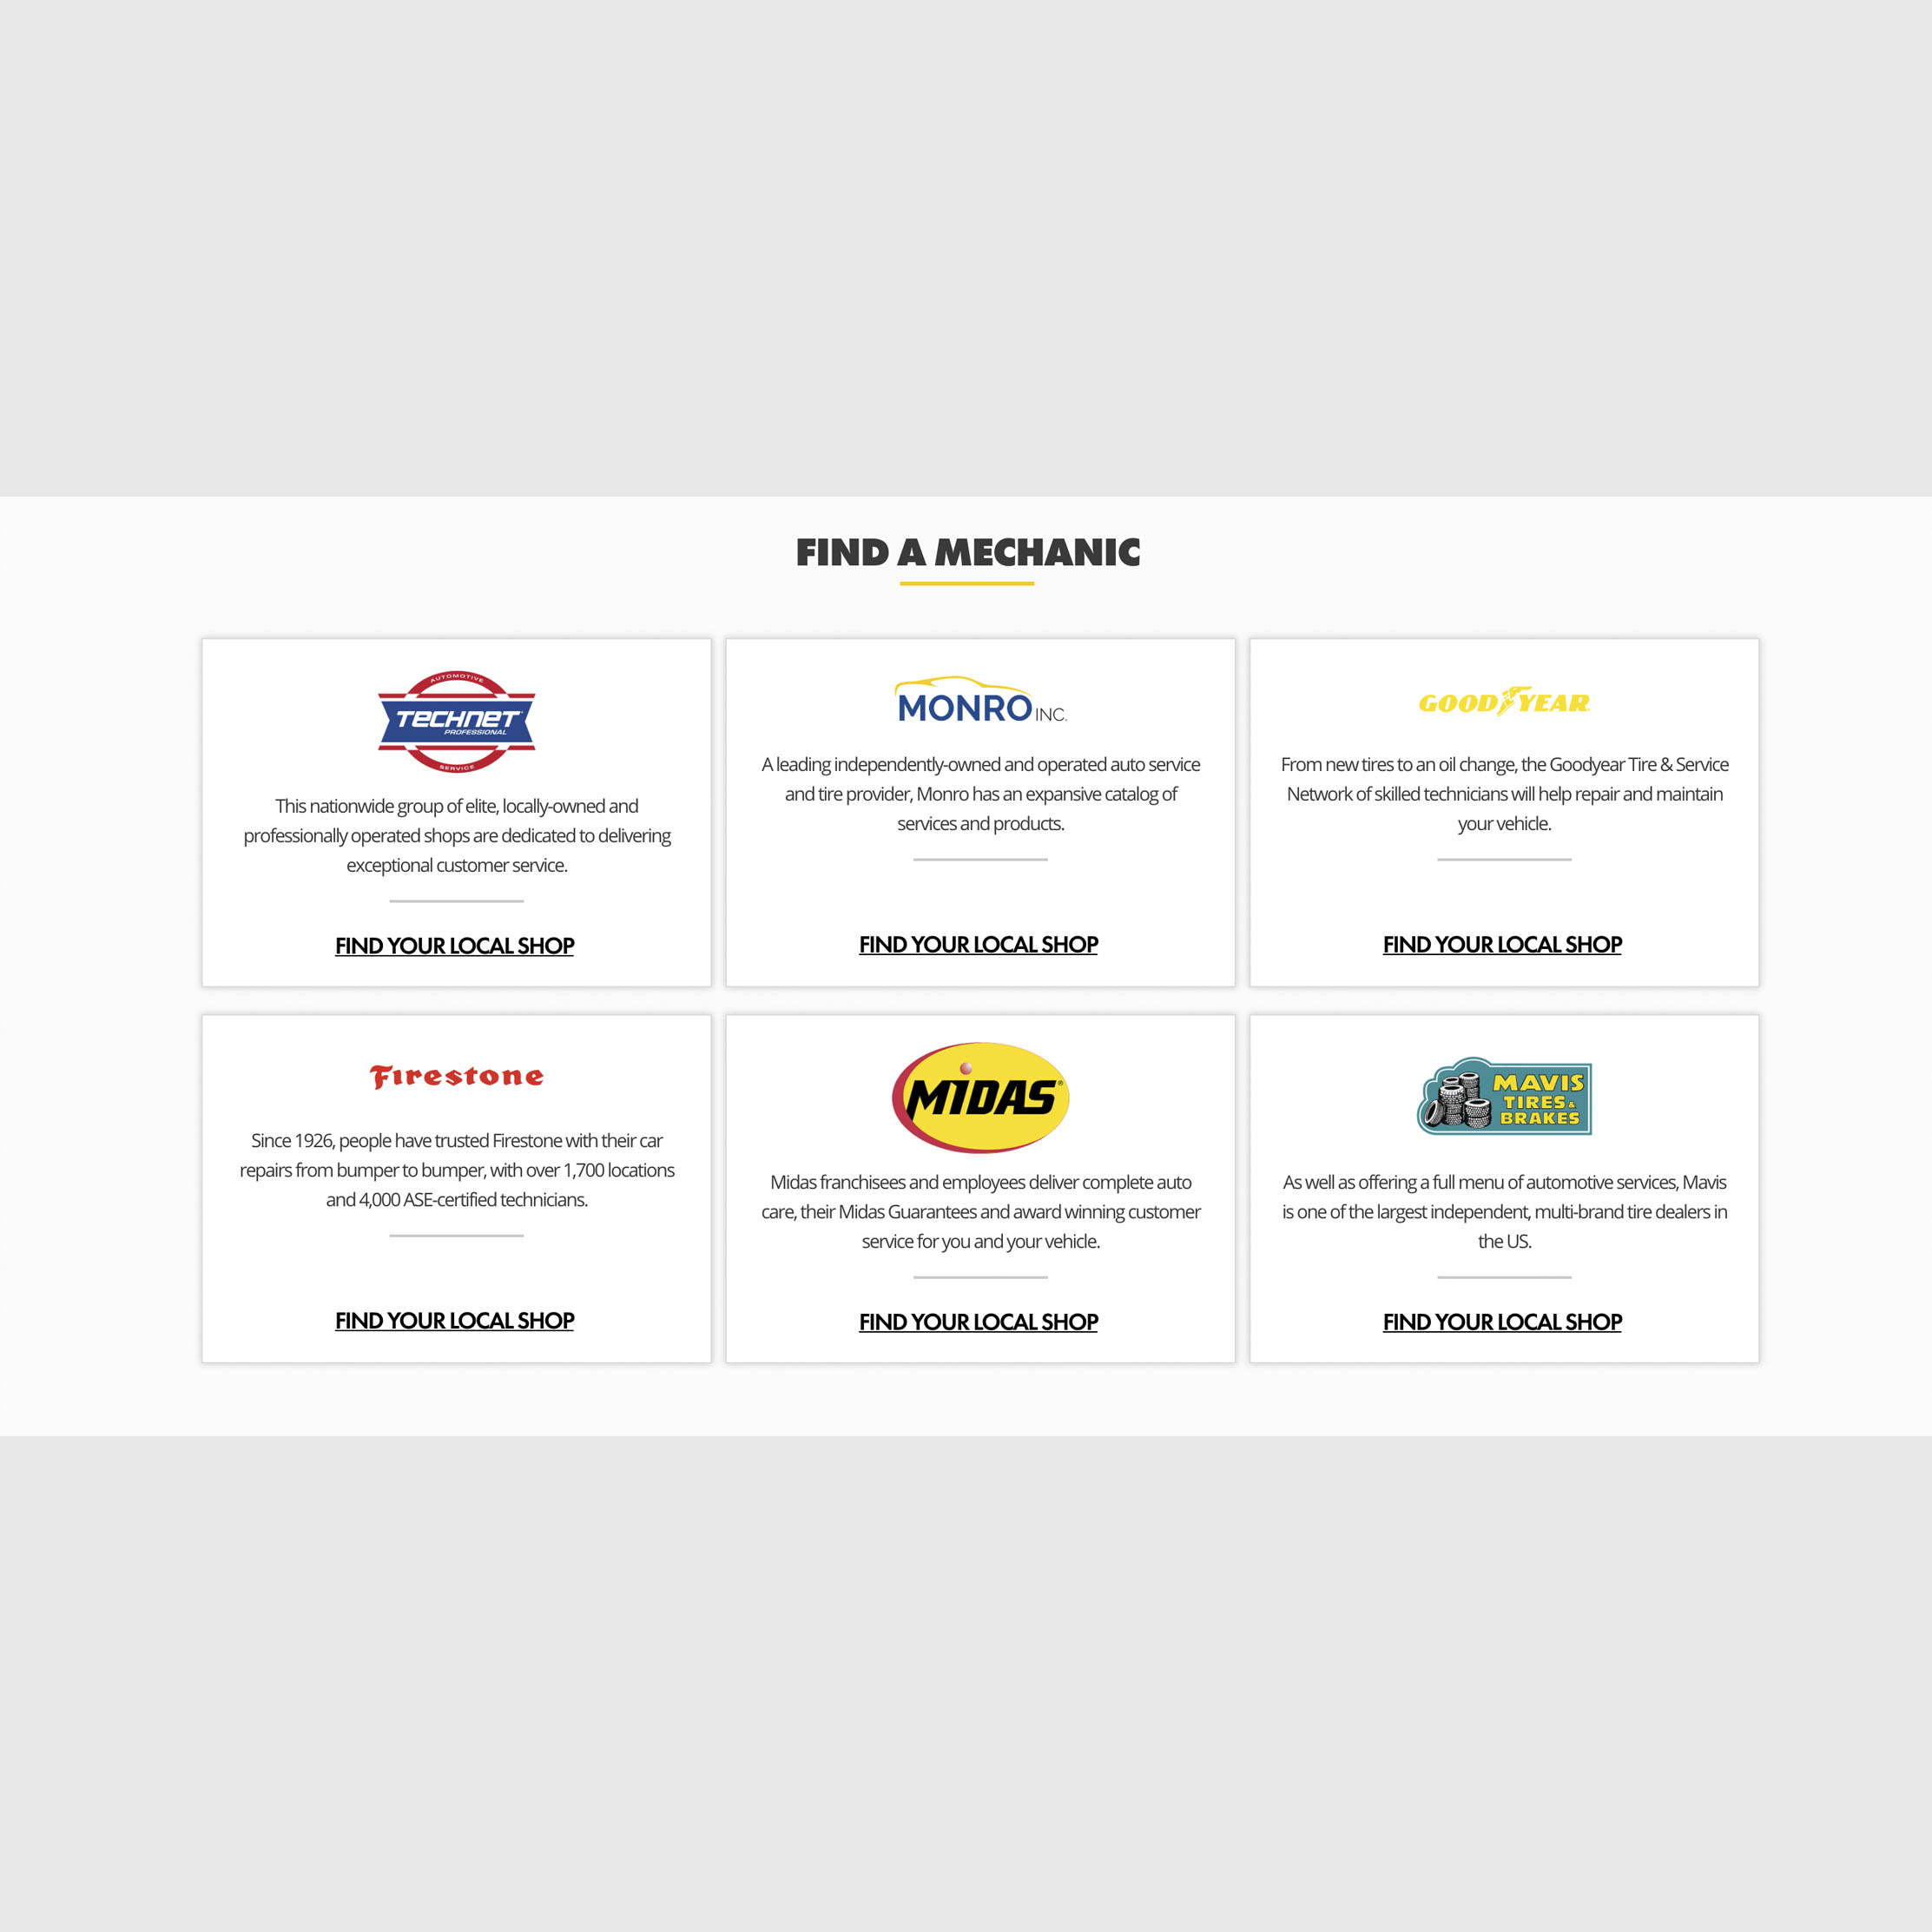 FIND A MECHANIC
AUTOMOTIVE
TECHNET
PROFESSIONAL
SERVICE
This nationwide group of elite, locally-owned and
professionally operated shops are dedicated to delivering
exceptional customer service.
FIND YOUR LOCAL SHOP
MONRO INC.
A leading independently-owned and operated auto service
and tire provider, Monro has an expansive catalog of
services and products.
FIND YOUR LOCAL SHOP
GOODYEAR
From new tires to an oil change, the Goodyear Tire & Service
Network of skilled technicians will help repair and maintain
your vehicle.
FIND YOUR LOCAL SHOP
Firestone
Since 1926, people have trusted Firestone with their car
repairs from bumper to bumper, with over 1,700 locations
and 4,000 ASE-certified technicians.
FIND YOUR LOCAL SHOP
MIDAS®
Midas franchisees and employees deliver complete auto
care, their Midas Guarantees and award winning customer
service for you and your vehicle.
FIND YOUR LOCAL SHOP
MAVIS
TIRES &
BRAKES
As well as offering a full menu of automotive services, Mavis
is one of the largest independent, multi-brand tire dealers in
the US.
FIND YOUR LOCAL SHOP